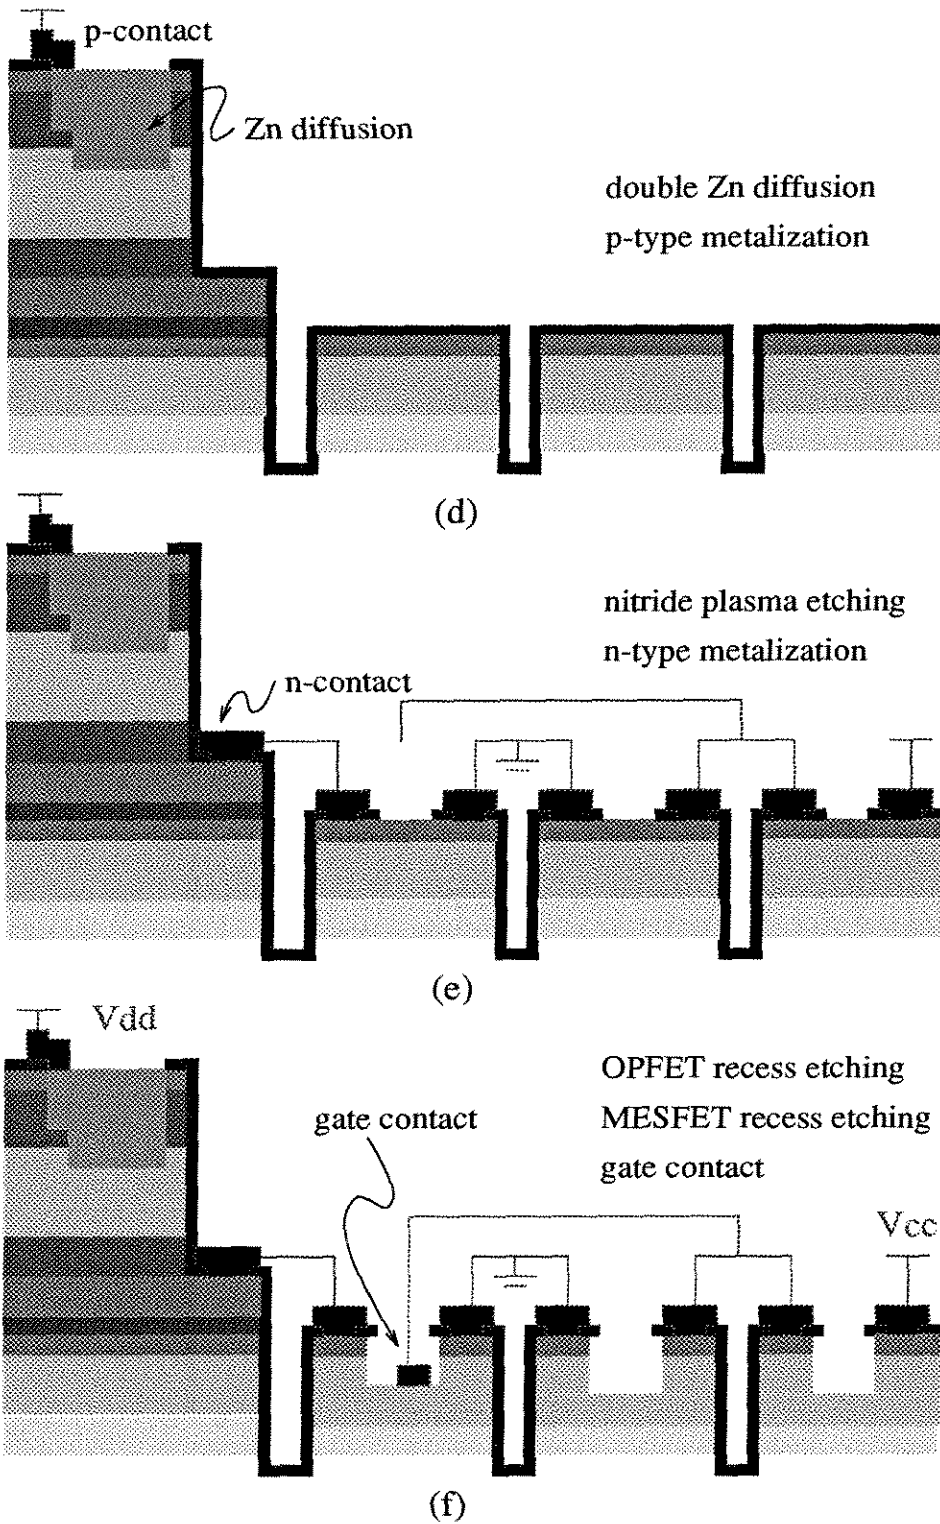 p-contact
Zn diffusion
double Zn diffusion
p-type metalization
(d)
nitride plasma etching
n-type metalization
n-contact
(e)
Vdd
OPFET recess etching
MESFET recess etching
gate contact
gate contact
Vcc
(f)